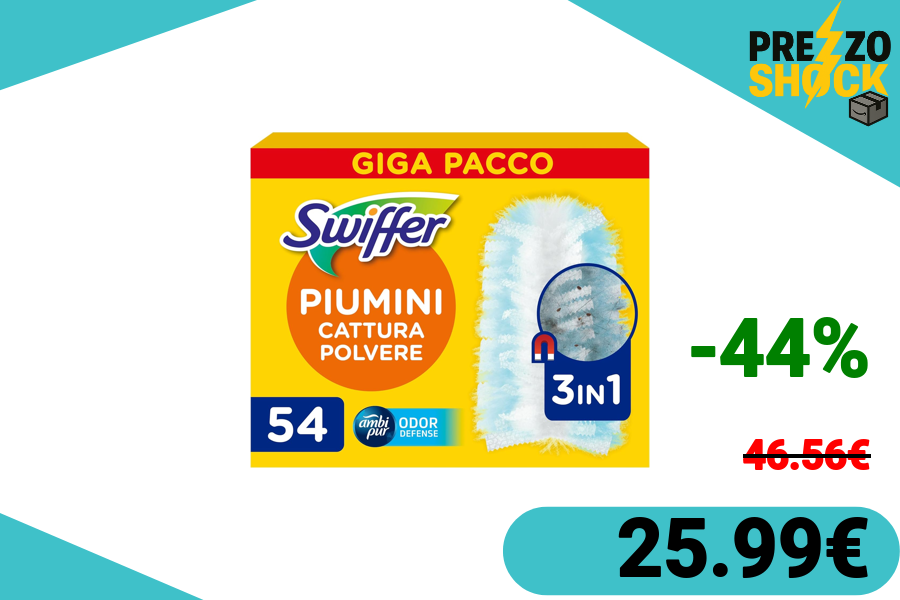 PREZZO
SHOCK
GIGA PACCO
Swiffer
PIUMINI
CATTURA
POLVERE
3IN1
54
ambi
pur
ODOR
DEFENSE
-44%
46.56€
25.99€